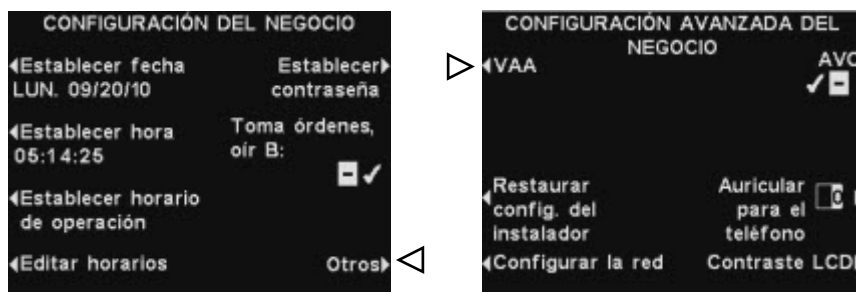 CONFIGURACIÓN DEL NEGOCIO
Establecer fecha
LUN. 09/20/10
Establecer
contraseña
Establecer hora
05:14:25
Toma órdenes,
oír B:
Establecer horario
de operación
Editar horarios
Otros
CONFIGURACIÓN AVANZADA DEL
NEGOCIO
VAA
AVC
Restaurar
config. del
instalador
Auricular
para el
teléfono
0
Configurar la red
Contraste LCD